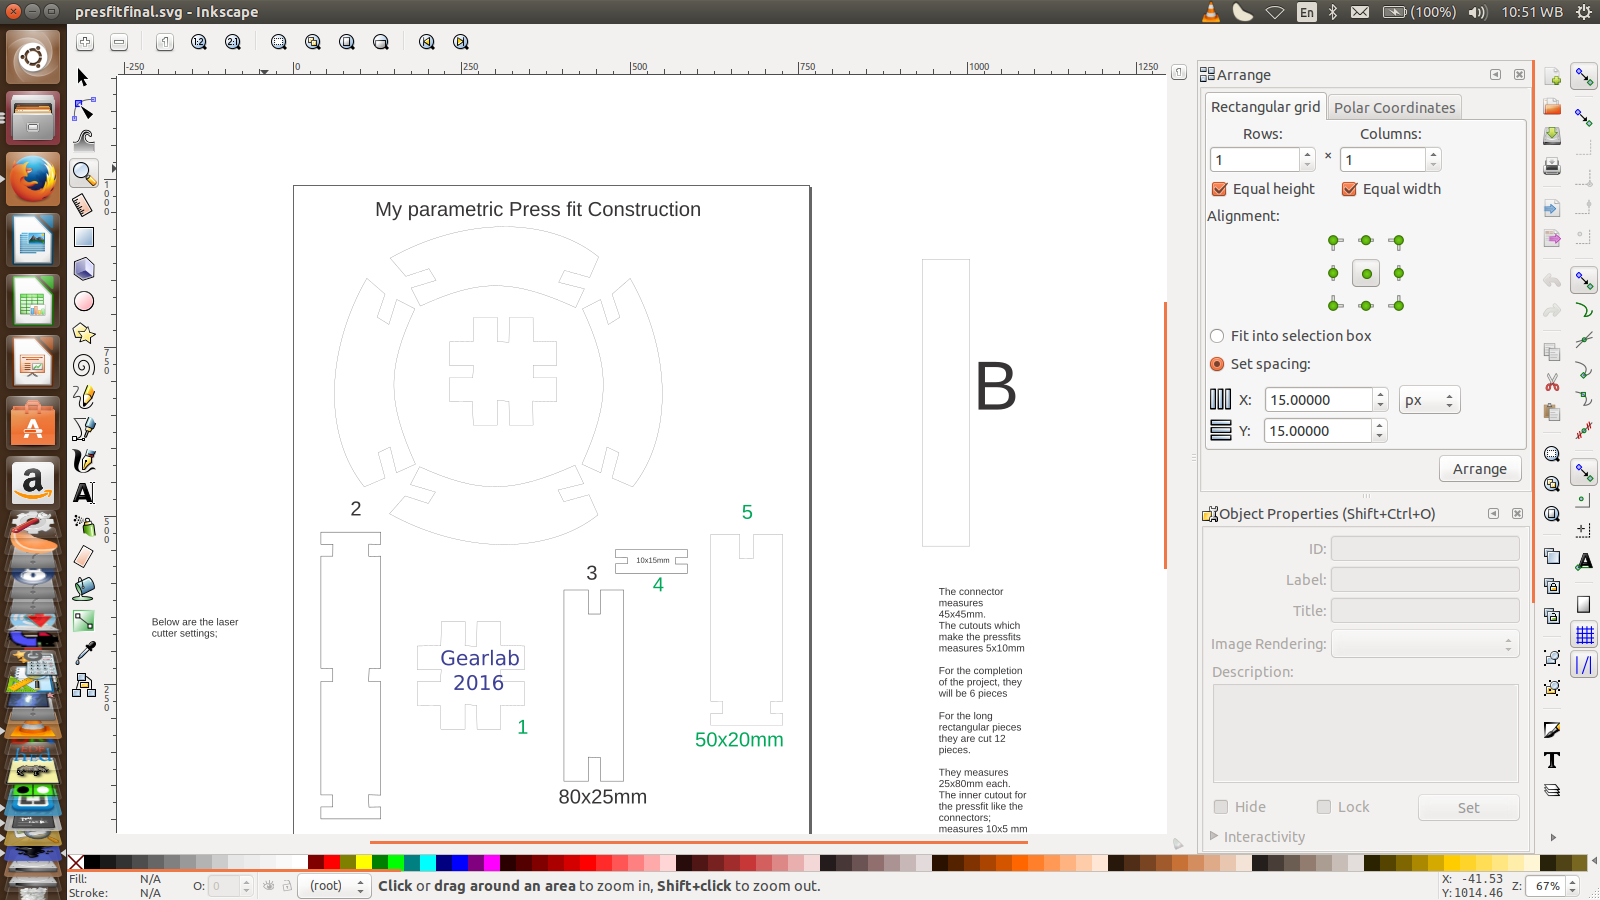 presfitfinal.svg - Inkscape
En
(100%)
10:51 WB
1:2
2:1
-250
0
250
500
750
1000
1250
Arrange
Rectangular grid
Polar Coordinates
Rows:
Columns:
1
×
1
Equal height
Equal width
Alignment:
Fit into selection box
Set spacing:
X:
15.00000
px
Y:
15.00000
Arrange
Object Properties (Shift+Ctrl+O)
ID:
Label:
Title:
Image Rendering:
Description:
Hide
Lock
Set
Interactivity
1000
750
500
250
My parametric Press fit Construction
B
2
5
3
10x15mm
4
Gearlab
2016
1
50x20mm
80x25mm
Below are the laser
cutter settings;
The connector
measures
45x45mm.
The cutouts which
make the pressfits
measures 5x10mm
For the completion
of the project, they
will be 6 pieces
For the long
rectangular pieces
they are cut 12
pieces.
They measures
25x80mm each.
The inner cutout for
the pressfit like the
connectors;
measures 10x5 mm
Fill:
N/A
Stroke:
N/A
O:
0
(root)
Click or drag around an area to zoom in, Shift+click to zoom out.
X:
-41.53
Y:
1014.46
Z:
67%